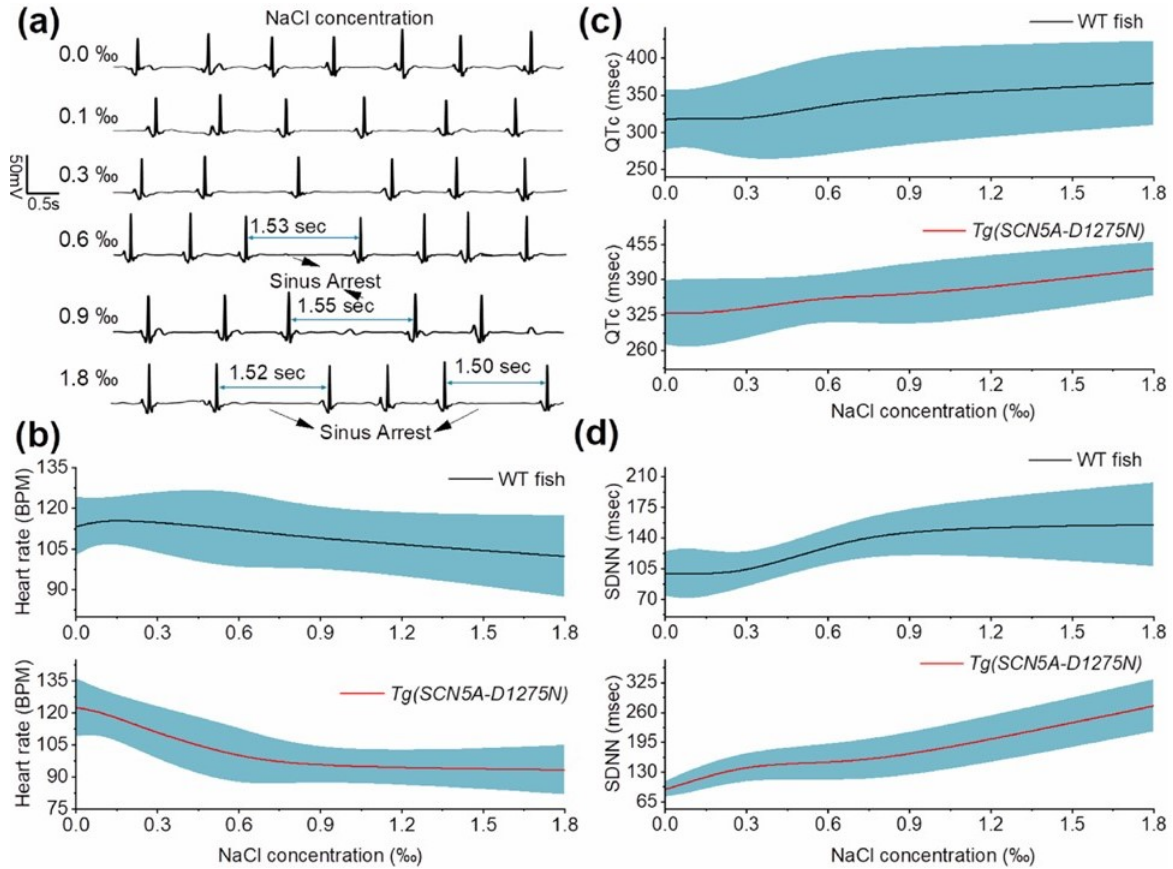 (a)
NaCl concentration
0.0 ‰
0.1 ‰
0.3 ‰
50mV
0.5s
0.6 ‰
1.53 sec
Sinus Arrest
0.9 ‰
1.55 sec
1.8 ‰
1.52 sec
1.50 sec
Sinus Arrest
(b)
WT fish
Heart rate (BPM)
135
120
105
90
0.0 0.3 0.6 0.9 1.2 1.5 1.8
Tg(SCN5A-D1275N)
Heart rate (BPM)
135
120
105
90
75
0.0 0.3 0.6 0.9 1.2 1.5 1.8
NaCl concentration (‰)
(c)
WT fish
QTc (msec)
400
350
300
250
0.0 0.3 0.6 0.9 1.2 1.5 1.8
Tg(SCN5A-D1275N)
QTc (msec)
455
390
325
260
0.0 0.3 0.6 0.9 1.2 1.5 1.8
NaCl concentration (‰)
(d)
WT fish
SDNN (msec)
210
175
140
105
70
0.0 0.3 0.6 0.9 1.2 1.5 1.8
Tg(SCN5A-D1275N)
SDNN (msec)
325
260
195
130
65
0.0 0.3 0.6 0.9 1.2 1.5 1.8
NaCl concentration (‰)